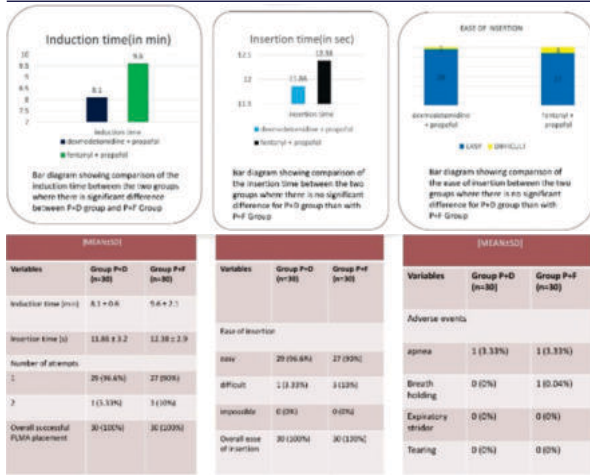 Induction time(in min)
10
9.5
9
8.5
8
7.5
7
8.1
9.6
Induction time
dexmedetomidine + propofol
fentanyl + propofol
Bar diagram showing comparison of the
induction time between the two groups
where there is significant difference
between P+D group and P+F Group
Insertion time(in sec)
12.5
12
11.5
11.86
12.38
Insertion time
dexmedetomidine + propofol
fentanyl + propofol
Bar diagram showing comparison of
the insertion time between the two
groups where there is no significant
difference for P+D group than with
P+F Group
EASE OF INSERTION
dexmedetomidine
+ propofol
fentanyl +
propofol
EASY DIFFICULT
Bar diagram showing comparison of
the ease of insertion between the two
groups where there is no significant
difference for P+D group than with
P+F Group
[MEAN±SD]
Variables Group P+D Group P+F
(n=30) (n=30)
Induction time (min) 8.1 ± 0.6 9.6 ± 2.1
Insertion time (s) 11.86 ± 3.2 12.38 ± 2.9
Number of attempts
1 29 (96.6%) 27 (90%)
2 1 (3.33%) 3 (10%)
Overall successful 30 (100%) 30 (100%)
PLMA placement
Variables Group P+D Group P+F
(n=30) (n=30)
Ease of insertion
easy 29 (96.6%) 27 (90%)
difficult 1 (3.33%) 3 (10%)
impossible 0 (0%) 0 (0%)
Overall ease 30 (100%) 30 (100%)
of insertion
[MEAN±SD]
Variables Group P+D Group P+F
(n=30) (n=30)
Adverse events
apnea 1 (3.33%) 1 (3.33%)
Breath 0 (0%) 1 (0.04%)
holding
Expiratory 0 (0%) 0 (0%)
stridor
Tearing 0 (0%) 0 (0%)